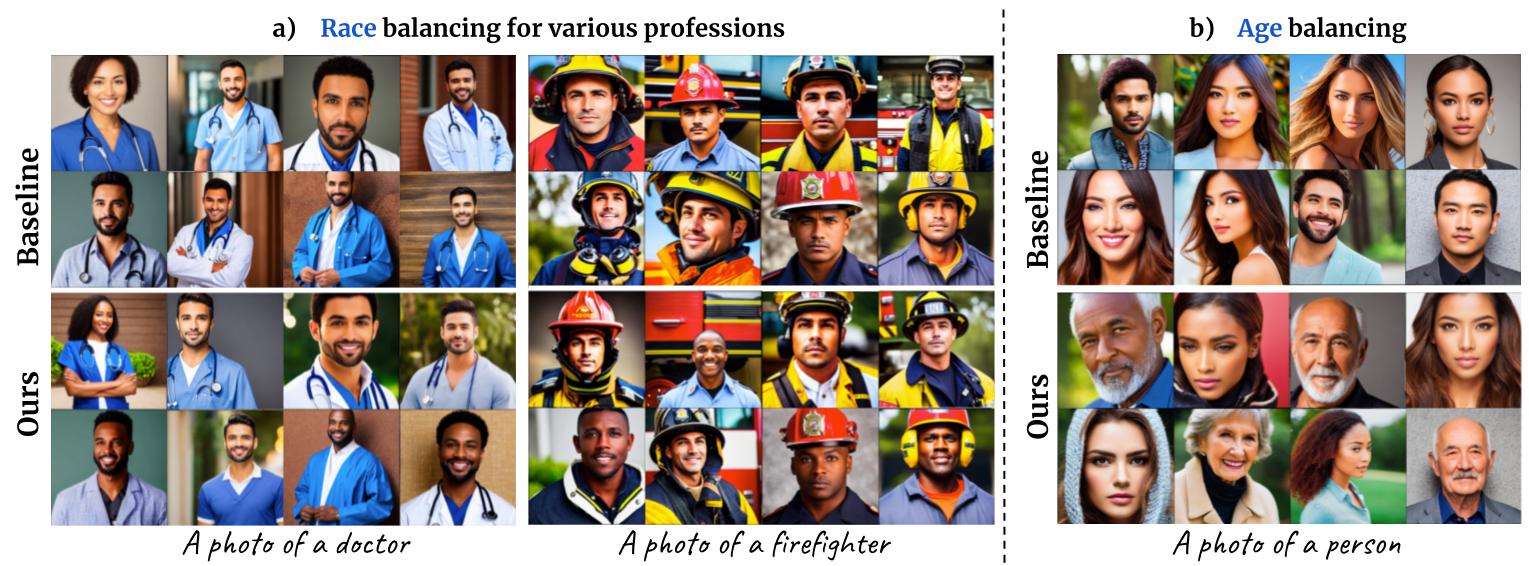 a) Race balancing for various professions
b) Age balancing
Baseline
Baseline
Ours
Ours
A photo of a doctor
A photo of a firefighter
A photo of a person